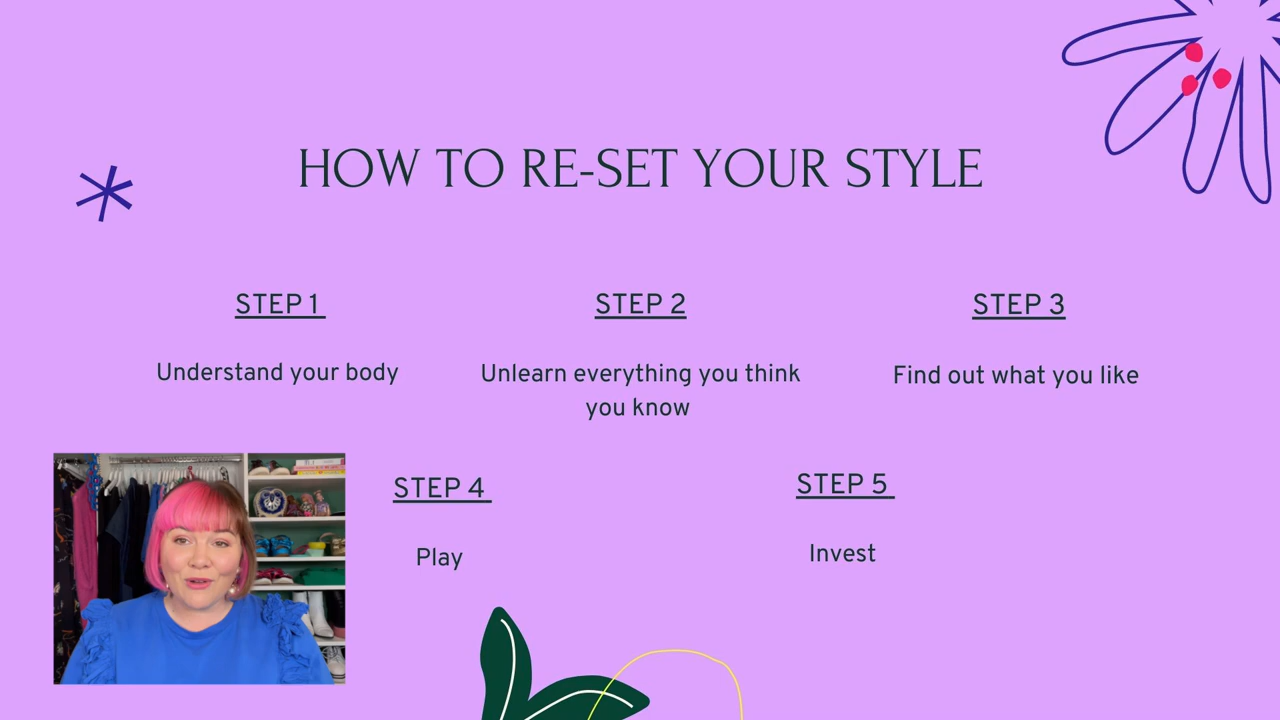 HOW TO RE-SET YOUR STYLE
STEP 1
Understand your body
STEP 2
Unlearn everything you think
you know
STEP 3
Find out what you like
STEP 4
Play
STEP 5
Invest